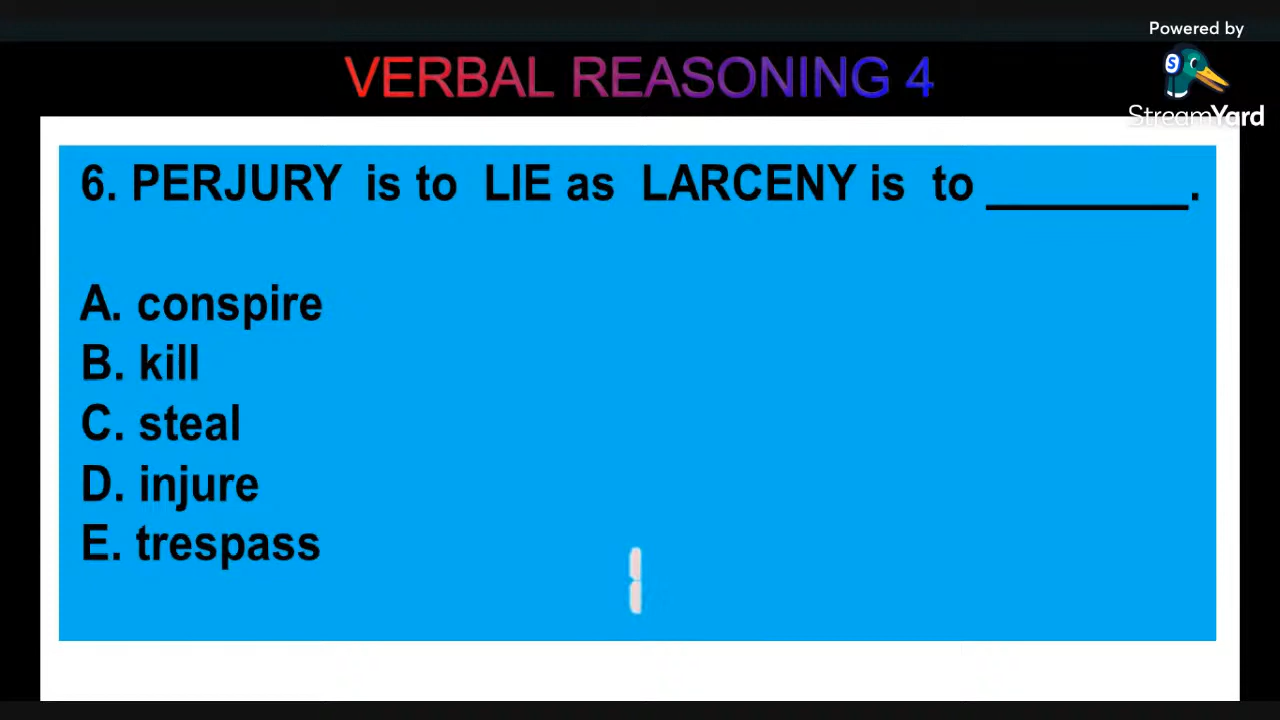 Powered by
StreamYard
VERBAL REASONING 4
6. PERJURY is to LIE as LARCENY is to ________.
A. conspire
B. kill
C. steal
D. injure
E. trespass
1